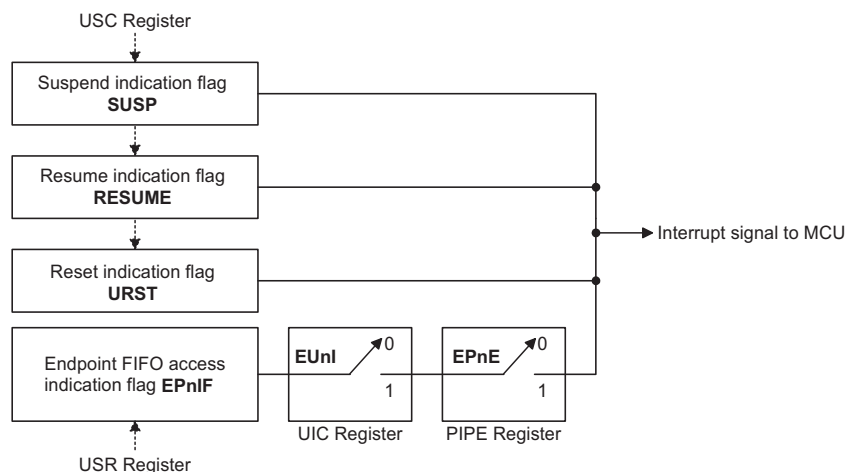 USC Register
Suspend indication flag
SUSP
Resume indication flag
RESUME
Interrupt signal to MCU
Reset indication flag
URST
Endpoint FIFO access
indication flag EPnIF
EUnI
0
1
EPnE
0
1
UIC Register
PIPE Register
USR Register